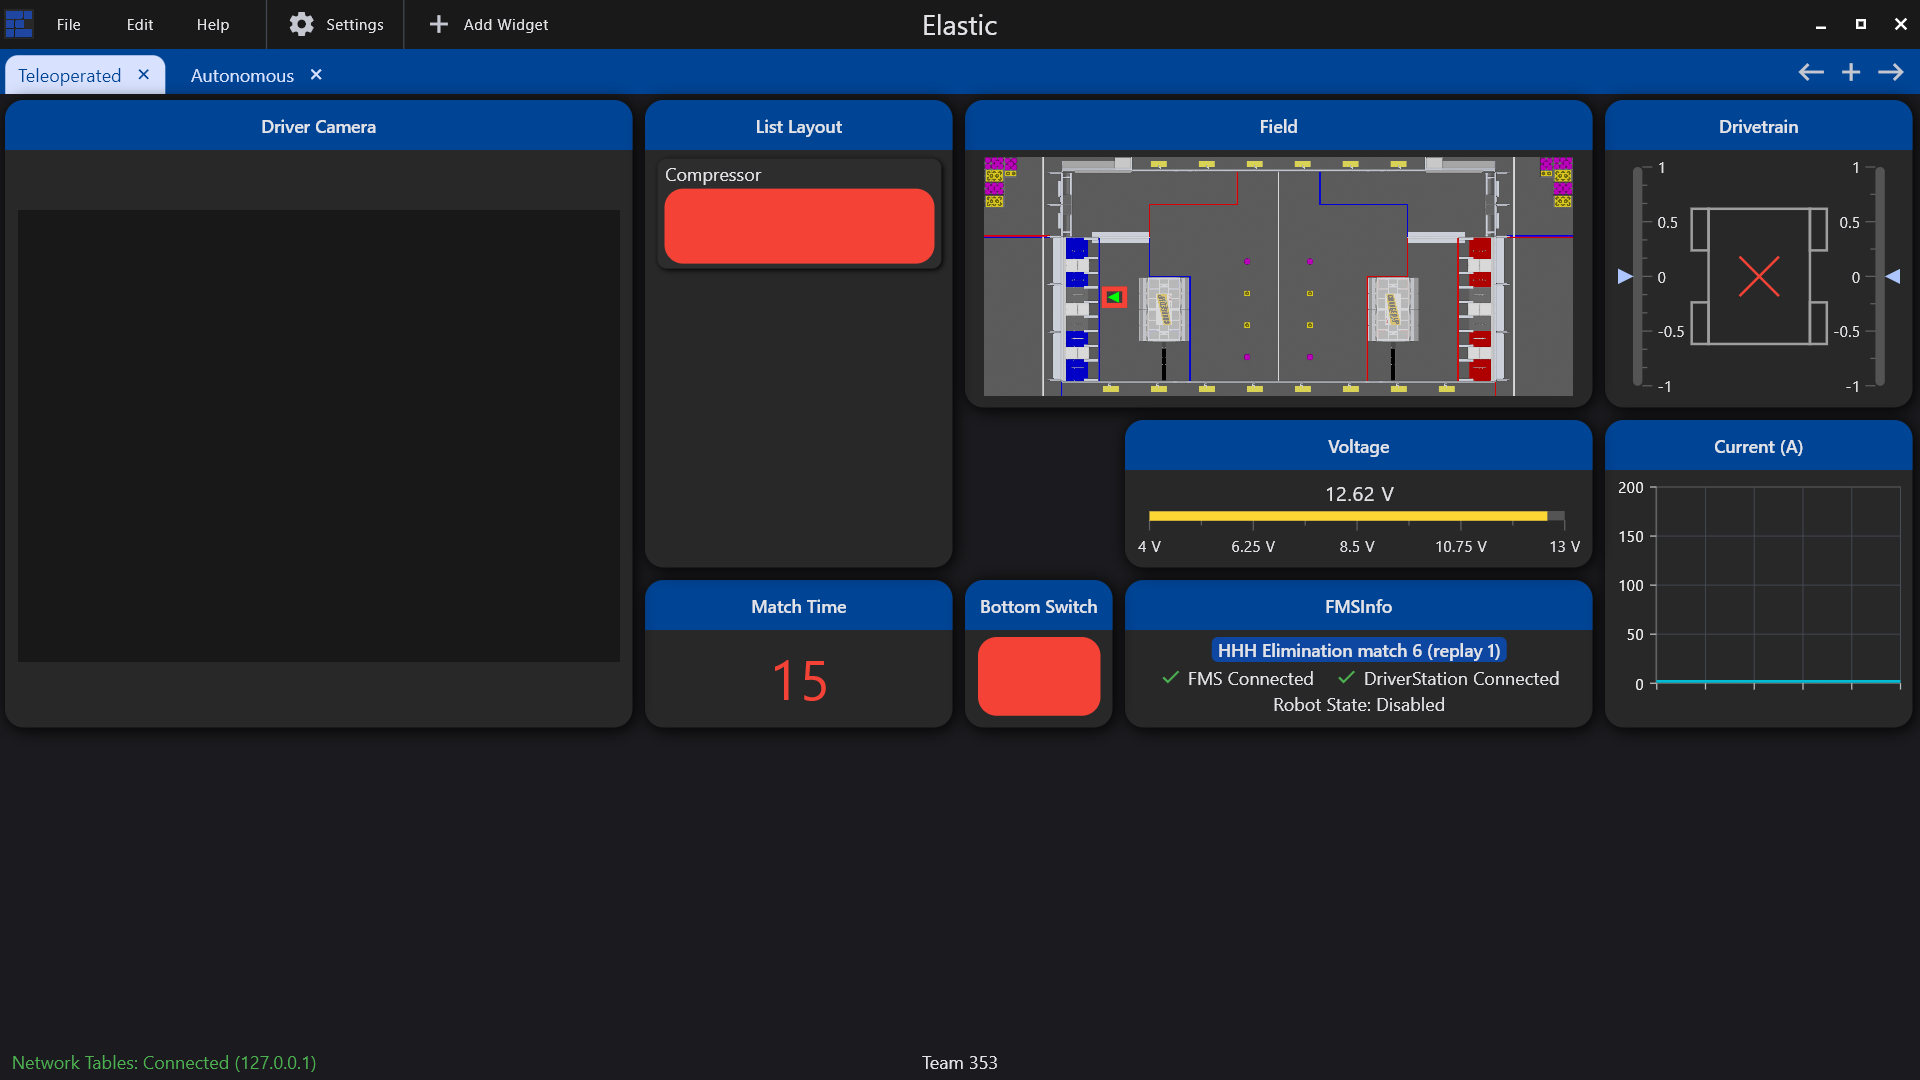 File Edit Help Settings Add Widget Elastic
Teleoperated Autonomous
Driver Camera
List Layout
Compressor
Field
Drivetrain
1 1
0.5 0.5
0 0
-0.5 -0.5
-1 -1
Voltage
12.62 V
4 V 6.25 V 8.5 V 10.75 V 13 V
Current (A)
200
150
100
50
0
Match Time
15
Bottom Switch
FMSInfo
HHH Elimination match 6 (replay 1)
FMS Connected DriverStation Connected
Robot State: Disabled
Network Tables: Connected (127.0.0.1) Team 353